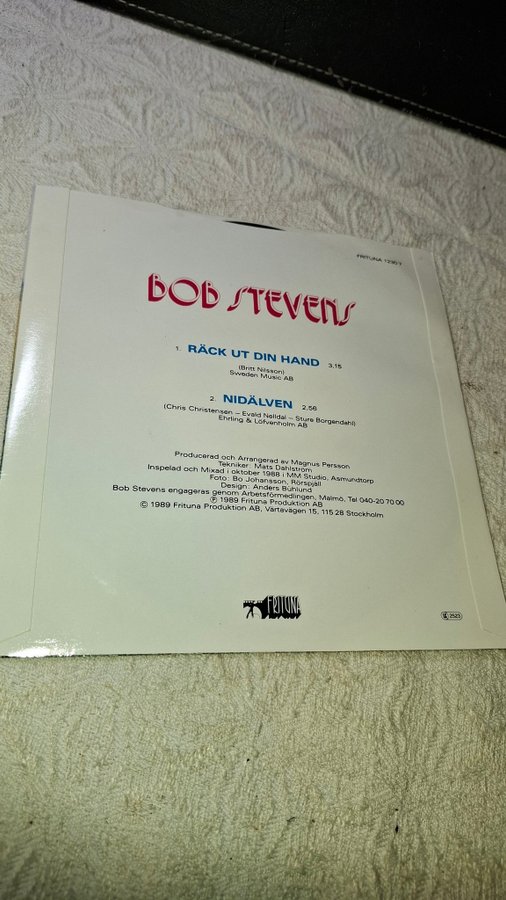 FRITUNA 1230-7
BOB STEVENS
1. RÄCK UT DIN HAND 3,15
(Britt Nilsson)
Sweden Music AB
2. NIDÄLVEN 2,56
(Chris Christensen – Evald Nelldal – Sture Borgendahl)
Ehrling & Löfvenholm AB
Producerad och Arrangerad av Magnus Persson
Tekniker: Mats Dahlström
Inspelad och Mixad i oktober 1988 i MM Studio, Asmundtorp
Foto: Bo Johansson, Rörspjäll
Design: Anders Bühlund
Bob Stevens engageras genom Arbetsförmedlingen, Malmö, Tel 040-20 70 00
℗ 1989 Frituna Produktion AB
© 1989 Frituna Produktion AB, Värtavägen 15, 115 28 Stockholm
FRITUNA
2523